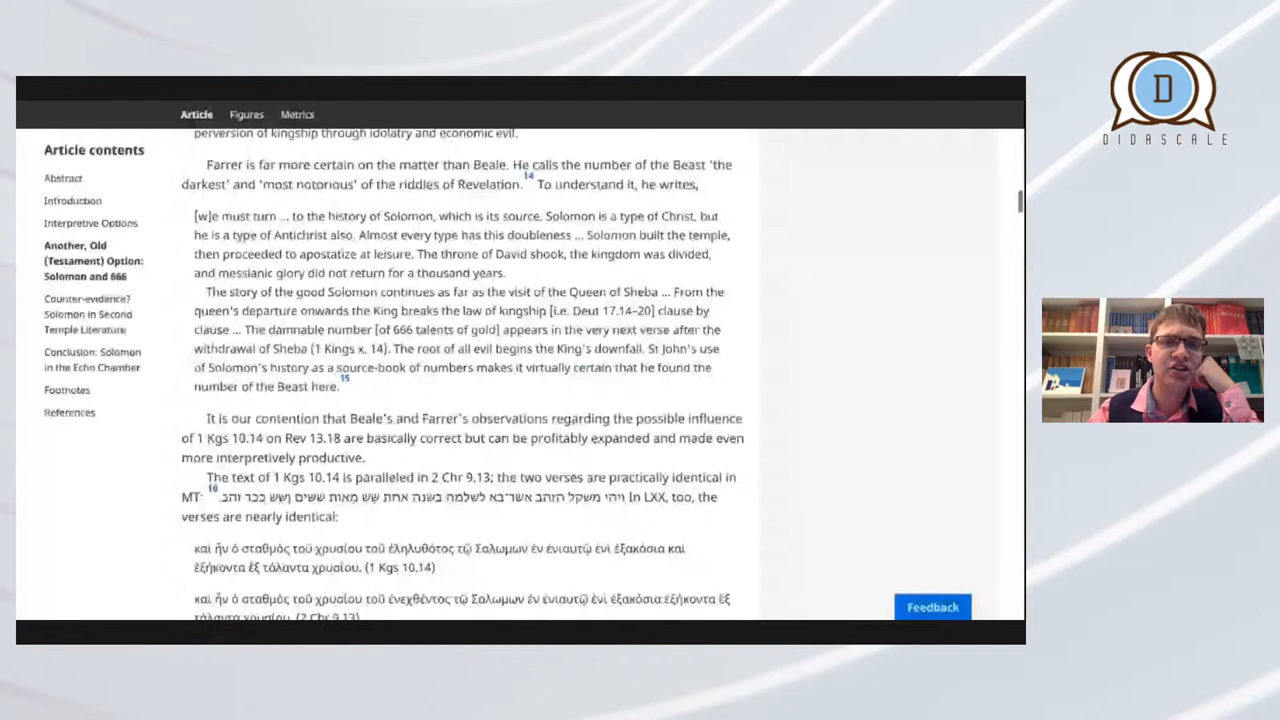 Article Figures Metrics
Article contents
Abstract
Introduction
Interpretive Options
Another, Old
(Testament) Option:
Solomon and 666
Counter-evidence?
Solomon in Second
Temple Literature
Conclusion: Solomon
in the Echo Chamber
Footnotes
References
perversion of kingship through idolatry and economic evil.
Farrer is far more certain on the matter than Beale. He calls the number of the Beast 'the
darkest' and 'most notorious' of the riddles of Revelation.14 To understand it, he writes,
[w]e must turn ... to the history of Solomon, which is its source. Solomon is a type of Christ, but
he is a type of Antichrist also. Almost every type has this doubleness ... Solomon built the temple,
then proceeded to apostatize at leisure. The throne of David shook, the kingdom was divided,
and messianic glory did not return for a thousand years.
The story of the good Solomon continues as far as the visit of the Queen of Sheba ... From the
queen's departure onwards the King breaks the law of kingship [i.e. Deut 17.14–20] clause by
clause ... The damnable number [of 666 talents of gold] appears in the very next verse after the
withdrawal of Sheba (1 Kings x. 14). The root of all evil begins the King's downfall. St John's use
of Solomon's history as a source-book of numbers makes it virtually certain that he found the
number of the Beast here.15
It is our contention that Beale's and Farrer's observations regarding the possible influence
of 1 Kgs 10.14 on Rev 13.18 are basically correct but can be profitably expanded and made even
more interpretively productive.
The text of 1 Kgs 10.14 is paralleled in 2 Chr 9.13; the two verses are practically identical in
MT: 16 ויהי משקל הזהב אשר־בא לשלמה בשנה אחת שש מאות ששים ושש ככר זהב. In LXX, too, the
verses are nearly identical:
καὶ ἦν ὁ σταθμὸς τοῦ χρυσίου τοῦ ἐληλυθότος τῷ Σαλωμων ἐν ἐνιαυτῷ ἑνὶ ἑξακόσια καὶ
ἑξήκοντα ἓξ τάλαντα χρυσίου. (1 Kgs 10.14)
καὶ ἦν ὁ σταθμὸς τοῦ χρυσίου τοῦ ἐνεχθέντος τῷ Σαλωμων ἐν ἐνιαυτῷ ἑνὶ ἑξακόσια ἑξήκοντα ἓξ
τάλαντα χρυσίου. (2 Chr 9.13)
Feedback
D
DIDASCALE